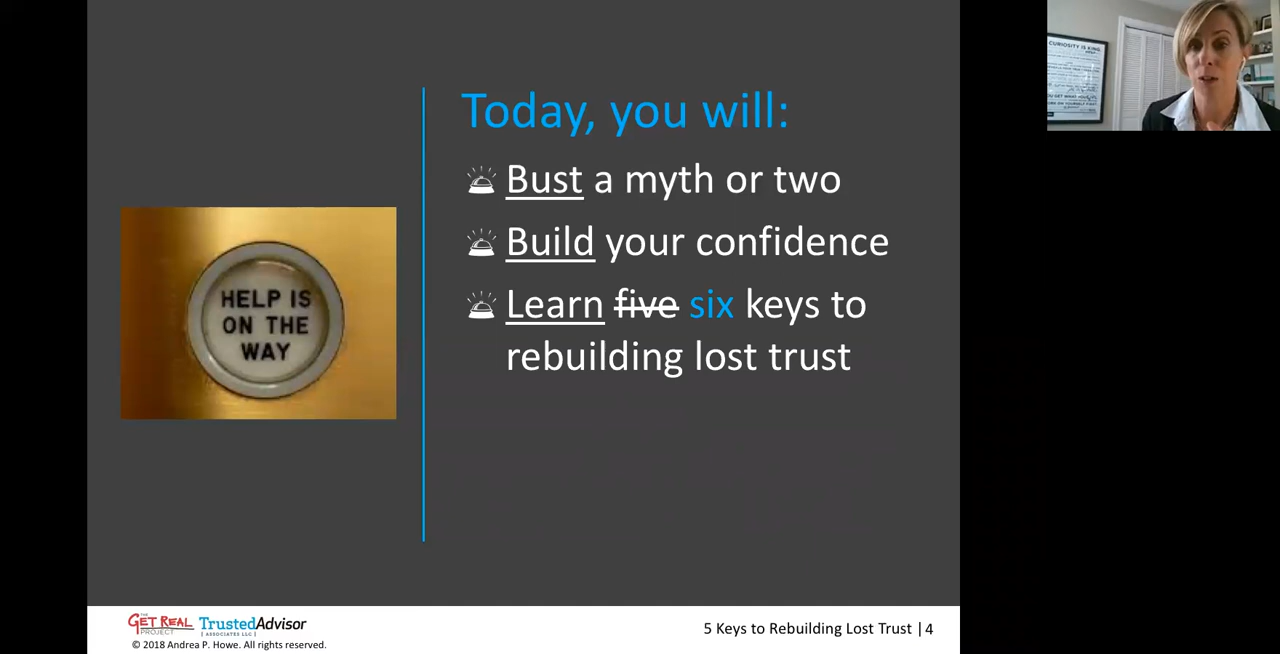 Today, you will:
Bust a myth or two
Build your confidence
Learn five six keys to
rebuilding lost trust
HELP IS
ON THE
WAY
CURIOSITY IS KING.
THE
GET REAL
PROJECT
TrustedAdvisor
| ASSOCIATES LLC |
© 2018 Andrea P. Howe. All rights reserved.
5 Keys to Rebuilding Lost Trust | 4